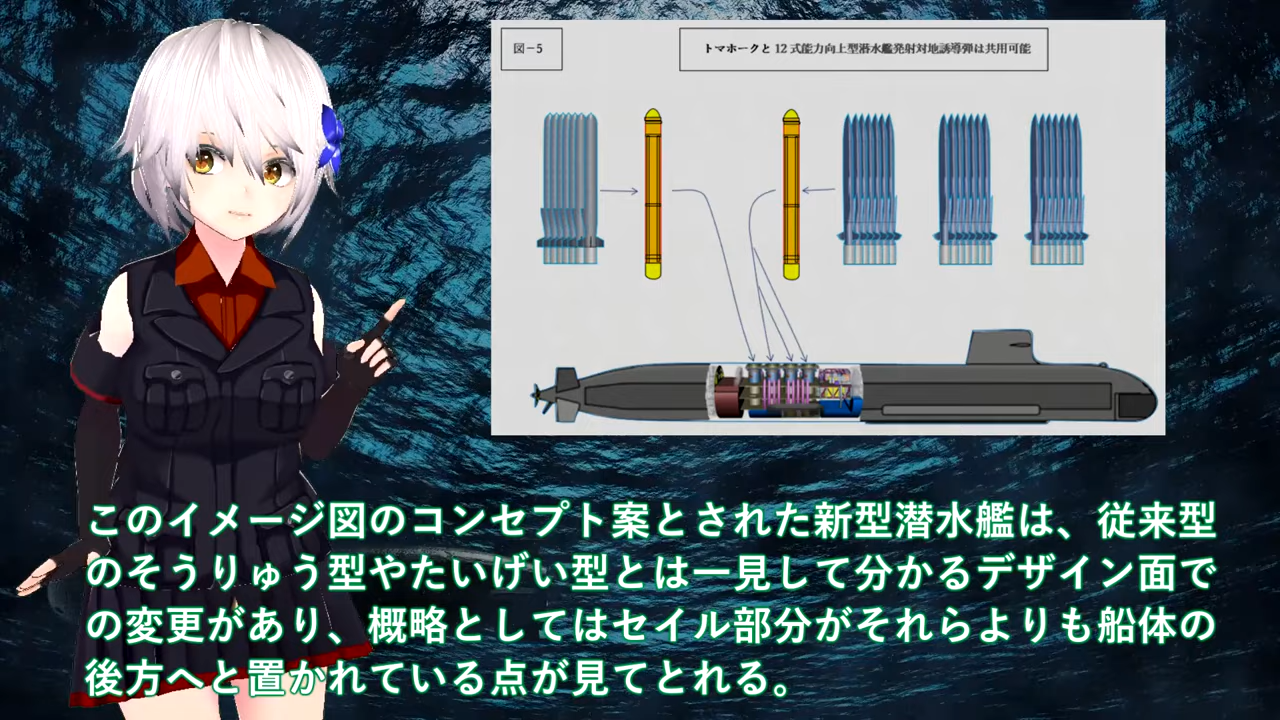 図－5
トマホークと 12 式能力向上型潜水艦発射対地誘導弾は共用可能
このイメージ図のコンセプト案とされた新型潜水艦は、従来型
のそうりゅう型やたいげい型とは一見して分かるデザイン面で
の変更があり、概略としてはセイル部分がそれらよりも船体の
後方へと置かれている点が見てとれる。